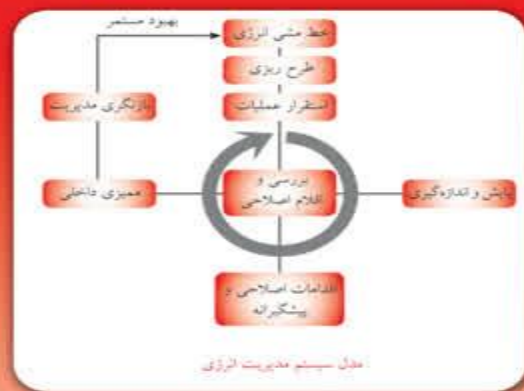 بهبود مستمر
خط مشی انرژی
طرح ریزی
بازنگری مدیریت
استقرار عملیات
ممیزی داخلی
بررسی و
اقلام اصلاحی
پایش و اندازه‌گیری
اقدامات اصلاحی و
پیشگیرانه
مدل سیستم مدیریت انرژی